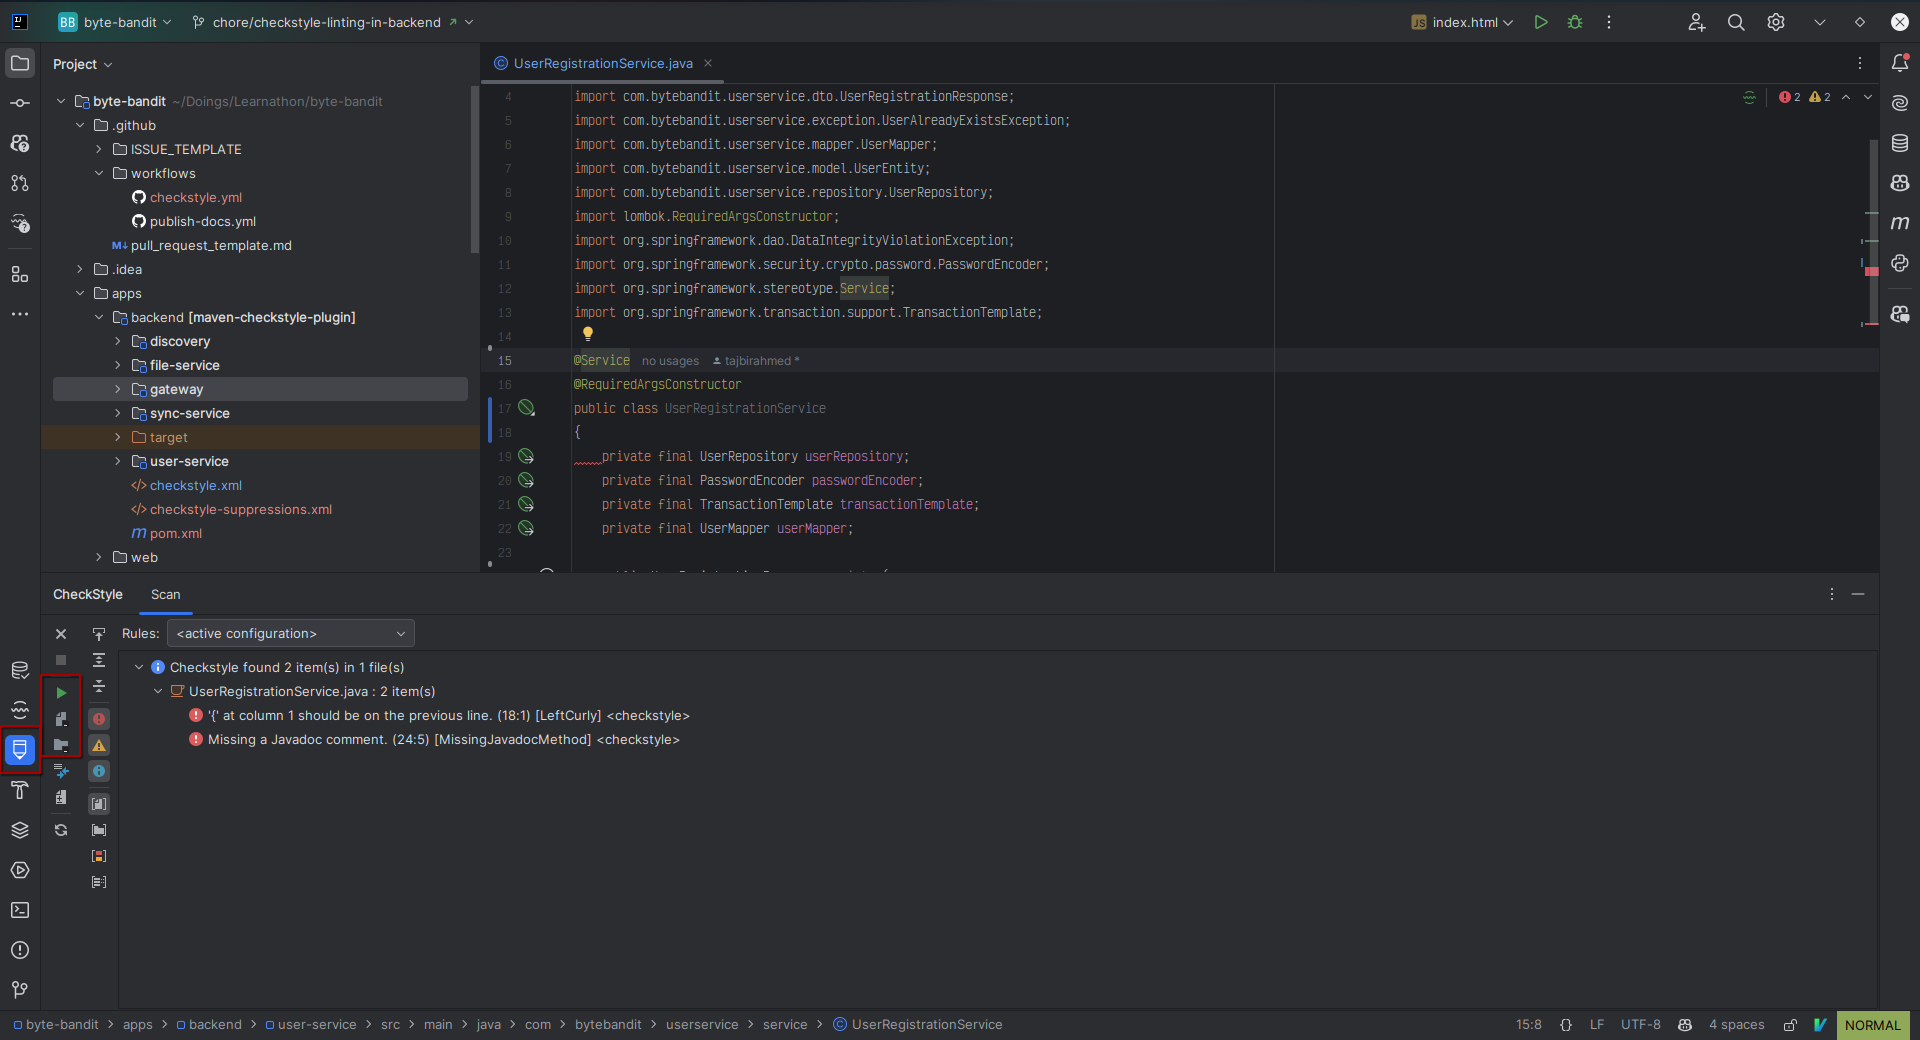 BB byte-bandit chore/checkstyle-linting-in-backend JS index.html
Project
byte-bandit ~/Doings/Learnathon/byte-bandit
.github
ISSUE_TEMPLATE
workflows
checkstyle.yml
publish-docs.yml
M↓ pull_request_template.md
.idea
apps
backend [maven-checkstyle-plugin]
discovery
file-service
gateway
sync-service
target
user-service
</> checkstyle.xml
</> checkstyle-suppressions.xml
m pom.xml
web
UserRegistrationService.java
2 2
4 import com.bytebandit.userservice.dto.UserRegistrationResponse;
5 import com.bytebandit.userservice.exception.UserAlreadyExistsException;
6 import com.bytebandit.userservice.mapper.UserMapper;
7 import com.bytebandit.userservice.model.UserEntity;
8 import com.bytebandit.userservice.repository.UserRepository;
9 import lombok.RequiredArgsConstructor;
10 import org.springframework.dao.DataIntegrityViolationException;
11 import org.springframework.security.crypto.password.PasswordEncoder;
12 import org.springframework.stereotype.Service;
13 import org.springframework.transaction.support.TransactionTemplate;
14
15 @Service no usages tajbirahmed *
16 @RequiredArgsConstructor
17 public class UserRegistrationService
18 {
19 private final UserRepository userRepository;
20 private final PasswordEncoder passwordEncoder;
21 private final TransactionTemplate transactionTemplate;
22 private final UserMapper userMapper;
23
CheckStyle Scan
Rules: <active configuration>
Checkstyle found 2 item(s) in 1 file(s)
UserRegistrationService.java : 2 item(s)
'{' at column 1 should be on the previous line. (18:1) [LeftCurly] <checkstyle>
Missing a Javadoc comment. (24:5) [MissingJavadocMethod] <checkstyle>
byte-bandit > apps > backend > user-service > src > main > java > com > bytebandit > userservice > service > UserRegistrationService
15:8 {} LF UTF-8 4 spaces NORMAL